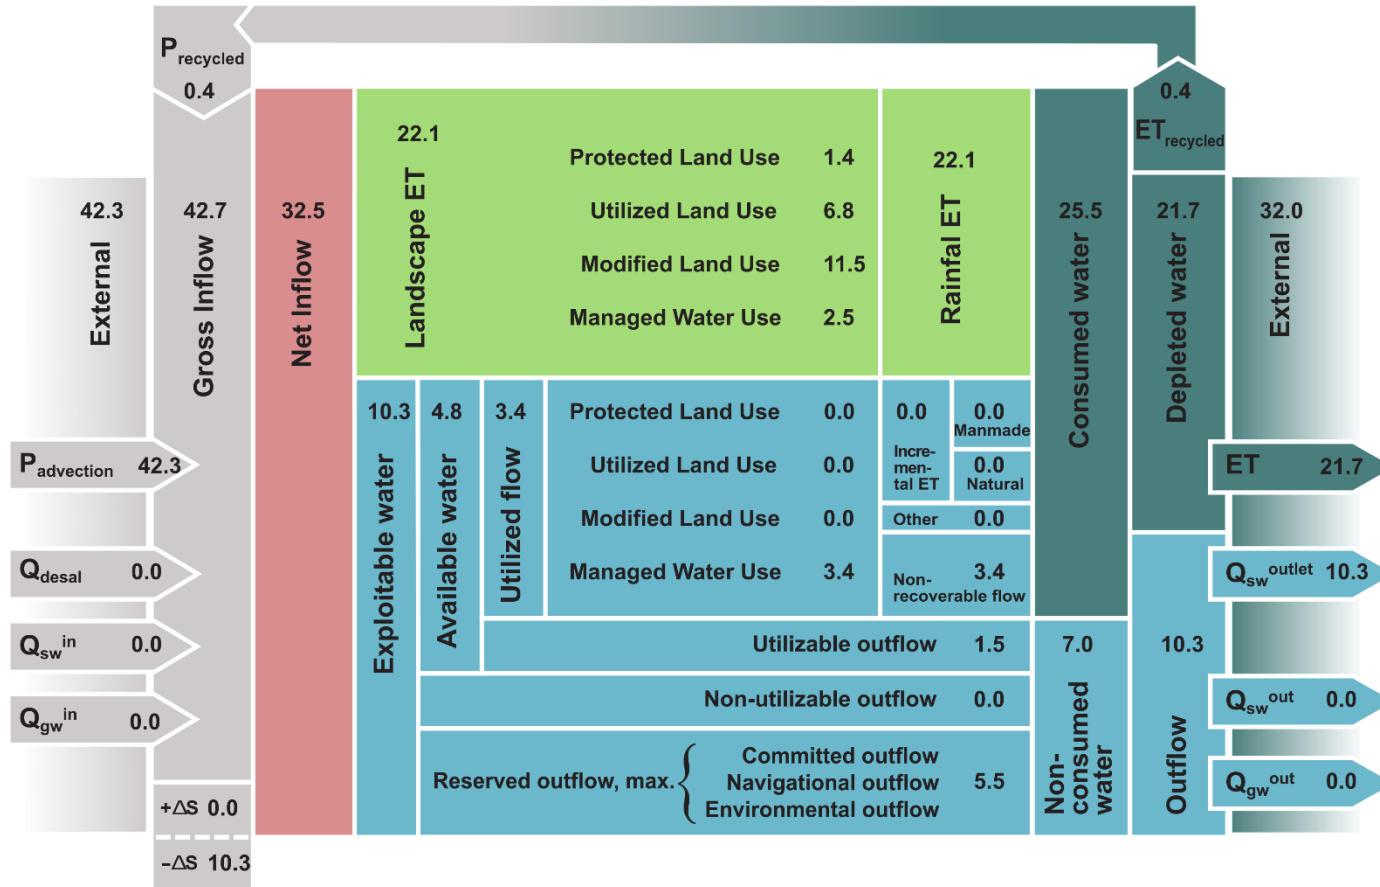 P recycled
0.4
0.4
ET recycled
External
42.3
Gross Inflow
42.7
Net Inflow
32.5
Landscape ET
22.1
Protected Land Use 1.4
Utilized Land Use 6.8
Modified Land Use 11.5
Managed Water Use 2.5
Rainfal ET
22.1
Consumed water
25.5
Depleted water
21.7
External
32.0
P advection 42.3
Q desal 0.0
Q sw in 0.0
Q gw in 0.0
+ΔS 0.0
−ΔS 10.3
Exploitable water
10.3
Available water
4.8
Utilized flow
3.4
Protected Land Use 0.0
Utilized Land Use 0.0
Modified Land Use 0.0
Managed Water Use 3.4
0.0
Incre-
men-
tal ET
0.0
Manmade
0.0
Natural
Other 0.0
Non- 3.4
recoverable flow
Utilizable outflow 1.5
Non-utilizable outflow 0.0
Reserved outflow, max.
Committed outflow
Navigational outflow
Environmental outflow
5.5
7.0
Non-
consumed
water
10.3
Outflow
ET 21.7
Q sw outlet 10.3
Q sw out 0.0
Q gw out 0.0